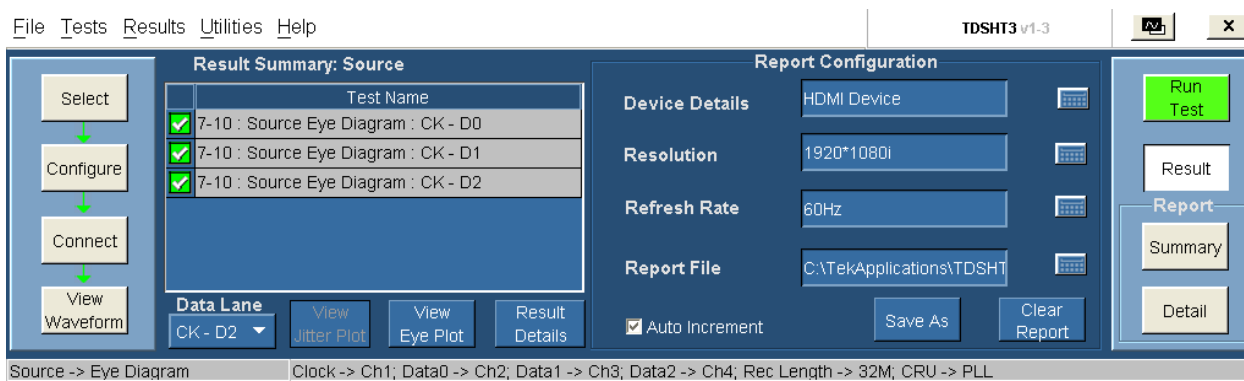 File Tests Results Utilities Help
TDSHT3 v1-3
x
Select
Configure
Connect
View
Waveform
Result Summary: Source
Test Name
7-10 : Source Eye Diagram : CK - D0
7-10 : Source Eye Diagram : CK - D1
7-10 : Source Eye Diagram : CK - D2
Data Lane
CK - D2
View
Jitter Plot
View
Eye Plot
Result
Details
Report Configuration
Device Details
HDMI Device
Resolution
1920*1080i
Refresh Rate
60Hz
Report File
C:\TekApplications\TDSHT
Auto Increment
Save As
Clear
Report
Run
Test
Result
Report
Summary
Detail
Source -> Eye Diagram
Clock -> Ch1; Data0 -> Ch2; Data1 -> Ch3; Data2 -> Ch4; Rec Length -> 32M; CRU -> PLL